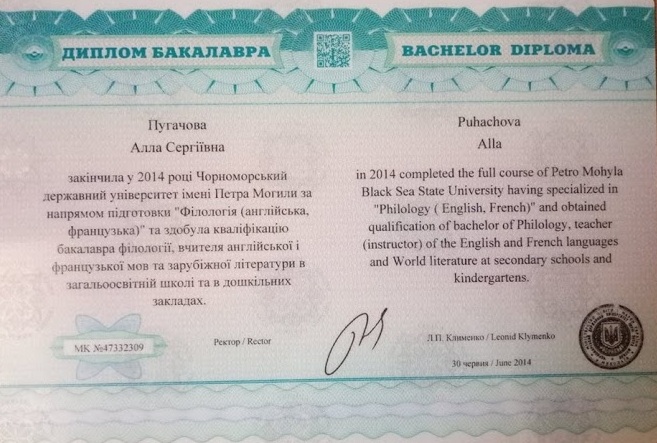 ДИПЛОМ БАКАЛАВРА
BACHELOR DIPLOMA
Пугачова
Алла Сергіївна
закінчила у 2014 році Чорноморський
державний університет імені Петра Могили за
напрямом підготовки "Філологія (англійська,
французька)" та здобула кваліфікацію
бакалавра філології, вчителя англійської і
французької мов та зарубіжної літератури в
загальоосвітній школі та в дошкільних
закладах.
Puhachova
Alla
in 2014 completed the full course of Petro Mohyla
Black Sea State University having specialized in
"Philology ( English, French)" and obtained
qualification of bachelor of Philology, teacher
(instructor) of the English and French languages
and World literature at secondary schools and
kindergartens.
МК №47332309
Ректор / Rector
Л.П. Клименко / Leonid Klymenko
30 червня / June 2014